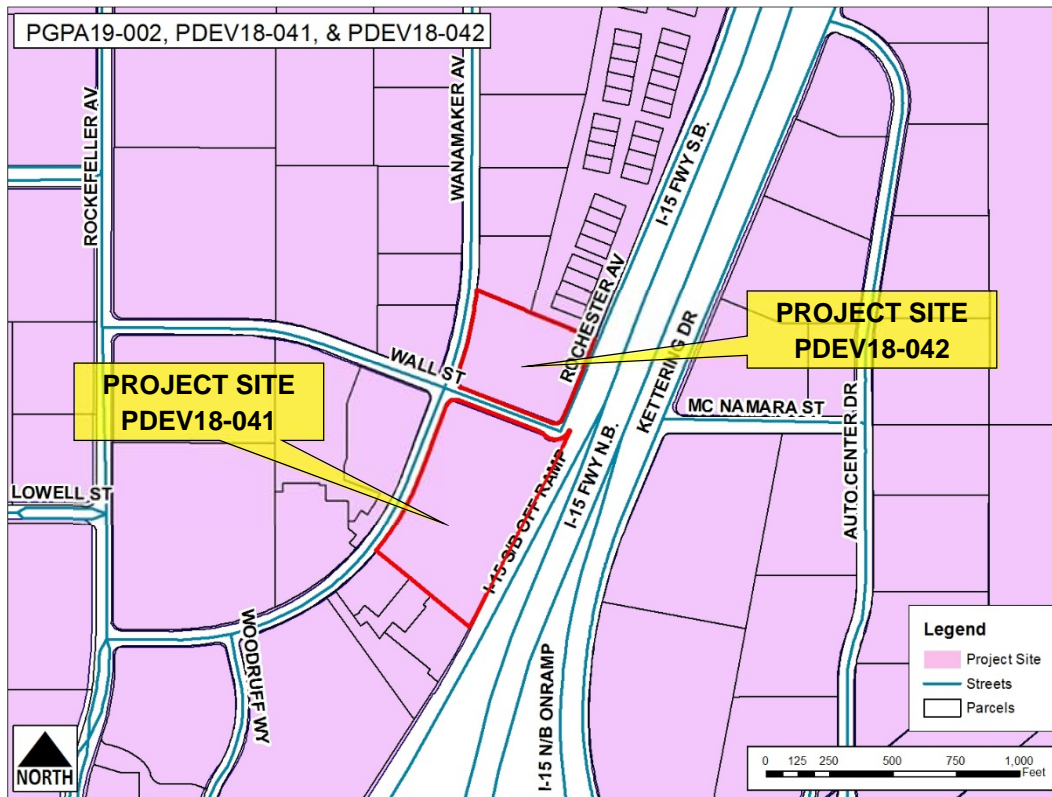 PGPA19-002, PDEV18-041, & PDEV18-042
ROCKEFELLER AV
WANAMAKER AV
I-15 FWY S.B.
ROCHESTER AV
KETTERING DR
PROJECT SITE
PDEV18-042
WALL ST
PROJECT SITE
PDEV18-041
MC NAMARA ST
AUTO CENTER DR
I-15 FWY N.B.
I-15 S/B OFF RAMP
LOWELL ST
WOODRUFF WY
I-15 N/B ONRAMP
Legend
Project Site
Streets
Parcels
NORTH
0 125 250 500 750 1,000
Feet